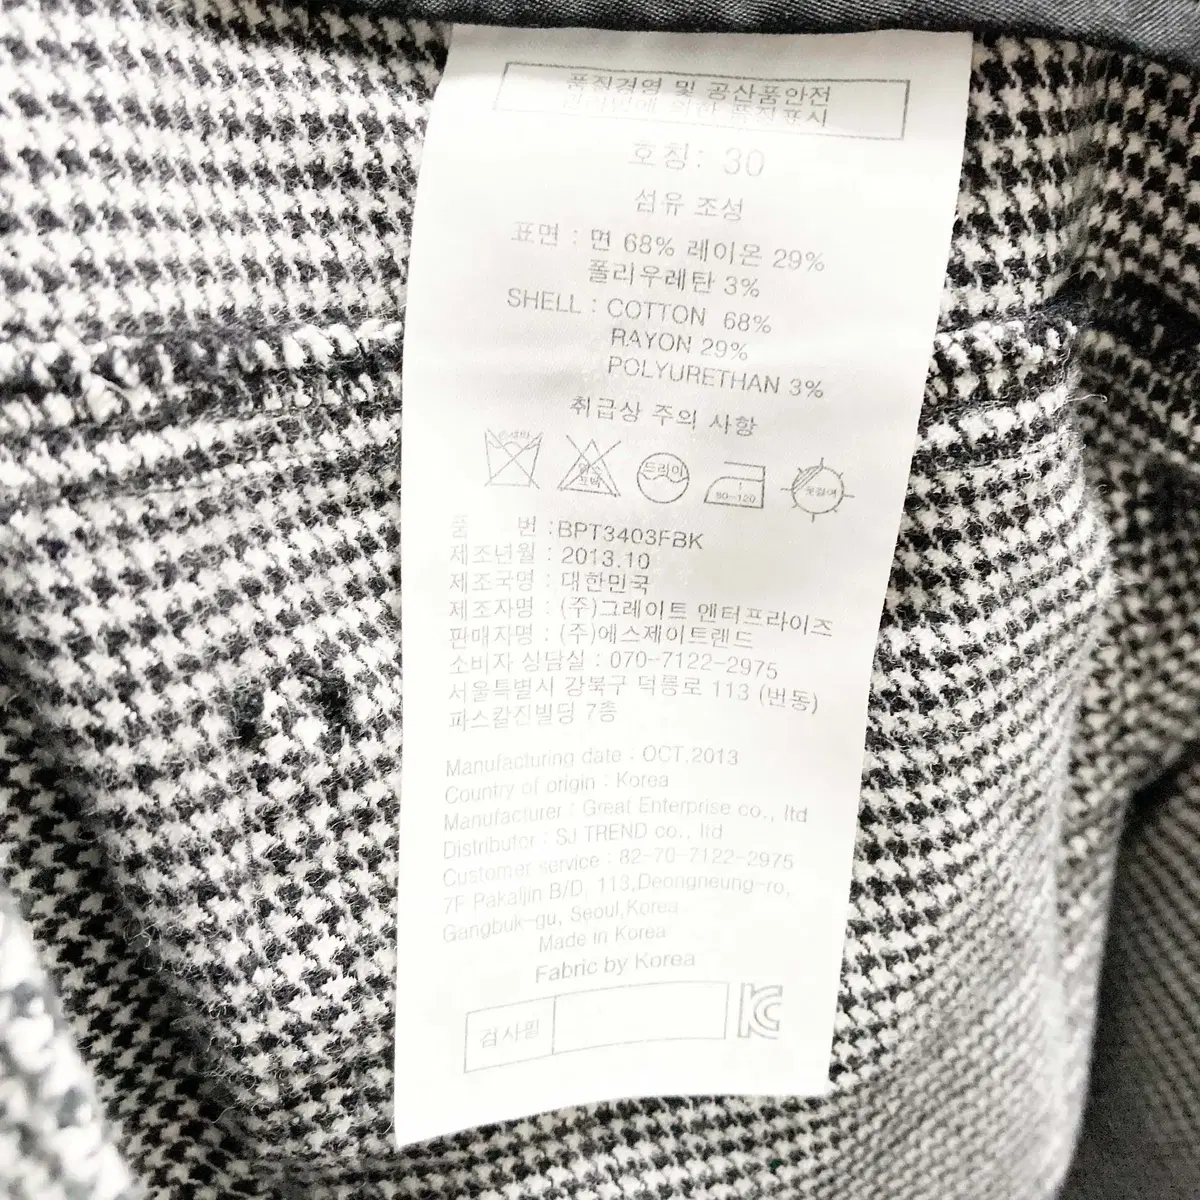 품질경영 및 공산품안전
관리법에 의한 품질표시
호칭: 30
섬유 조성
표면 : 면 68% 레이온 29%
폴리우레탄 3%
SHELL : COTTON 68%
RAYON 29%
POLYURETHAN 3%
취급상 주의 사항
드라이
80~120
품 번 : BPT3403FBK
제조년월 : 2013.10
제조국명 : 대한민국
제조자명 : (주)그레이트 엔터프라이즈
판매자명 : (주)에스제이트랜드
소비자 상담실 : 070-7122-2975
서울특별시 강북구 덕릉로 113 (번동)
파스칼진빌딩 7층
Manufacturing date : OCT.2013
Country of origin : Korea
Manufacturer : Great Enterprise co., ltd
Distributor : SJ TREND co., ltd
Customer service : 82-70-7122-2975
7F Pakaljin B/D, 113,Deongneung-ro,
Gangbuk-gu, Seoul,Korea
Made in Korea
Fabric by Korea
검사필
KC